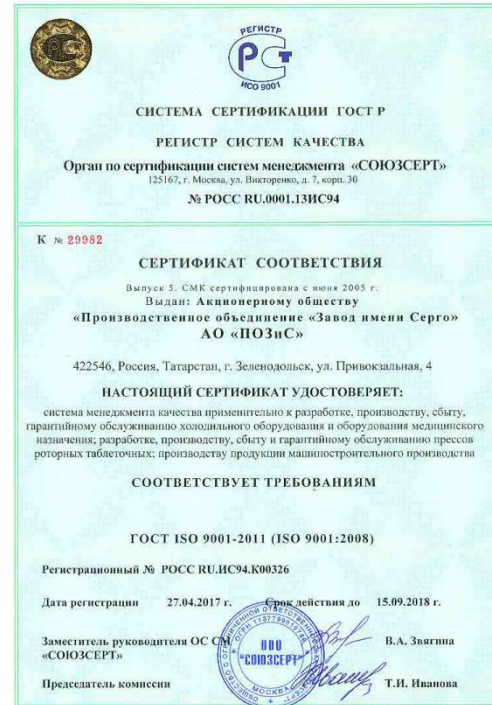 РЕГИСТР
РСТ
ИСО 9001
СИСТЕМА СЕРТИФИКАЦИИ ГОСТ Р
РЕГИСТР СИСТЕМ КАЧЕСТВА
Орган по сертификации систем менеджмента «СОЮЗСЕРТ»
125167, г. Москва, ул. Викторенко, д. 7, корп. 30
№ РОСС RU.0001.13ИС94
К № 29982
СЕРТИФИКАТ СООТВЕТСТВИЯ
Выпуск 5. СМК сертифицирована с июня 2005 г.
Выдан: Акционерному обществу
«Производственное объединение «Завод имени Серго»
АО «ПОЗиС»
422546, Россия, Татарстан, г. Зеленодольск, ул. Привокзальная, 4
НАСТОЯЩИЙ СЕРТИФИКАТ УДОСТОВЕРЯЕТ:
система менеджмента качества применительно к разработке, производству, сбыту,
гарантийному обслуживанию холодильного оборудования и оборудования медицинского
назначения; разработке, производству, сбыту и гарантийному обслуживанию прессов
роторных таблеточных; производству продукции машиностроительного производства
СООТВЕТСТВУЕТ ТРЕБОВАНИЯМ
ГОСТ ISO 9001-2011 (ISO 9001:2008)
Регистрационный № РОСС RU.ИС94.К00326
Дата регистрации 27.04.2017 г. Срок действия до 15.09.2018 г.
Заместитель руководителя ОС СМ В.А. Звягина
«СОЮЗСЕРТ»
ООО
"СОЮЗСЕРТ"
МОСКВА
Председатель комиссии Т.И. Иванова